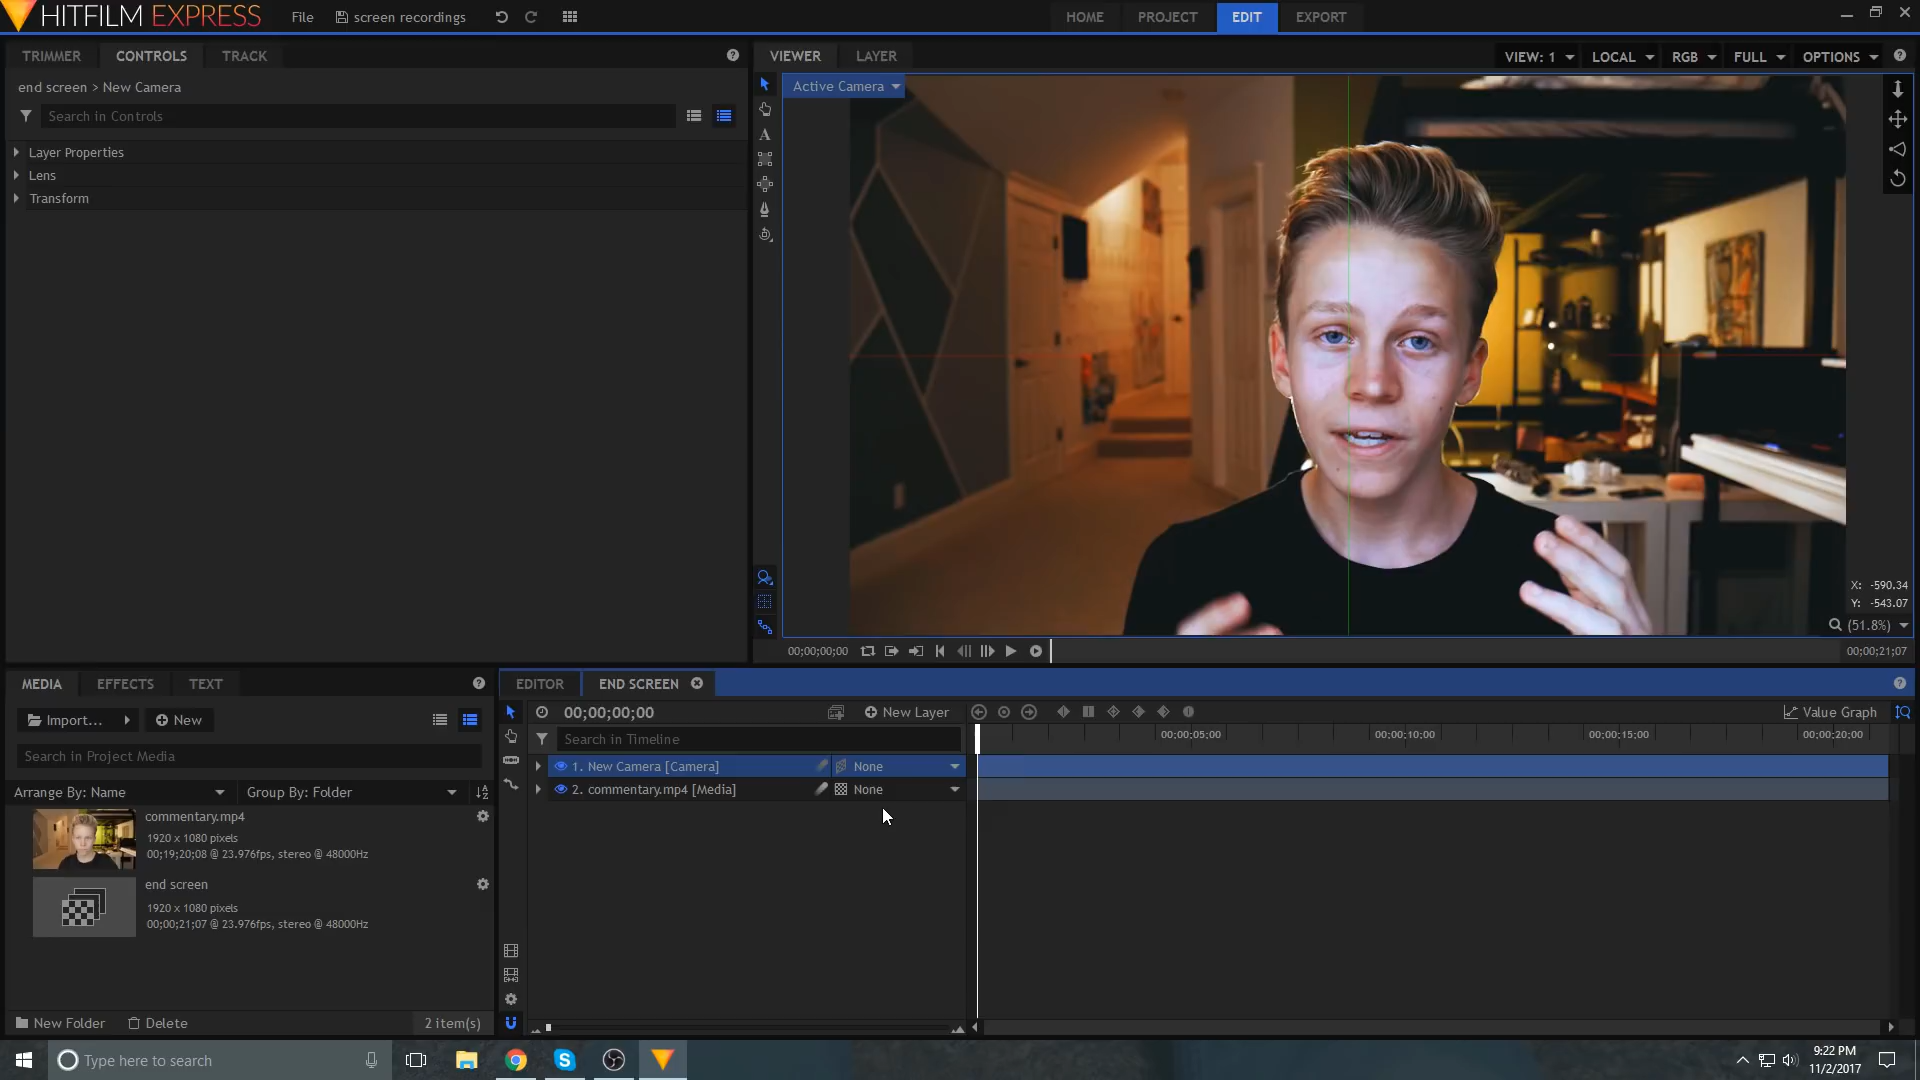 HITFILM EXPRESS
File
screen recordings
HOME
PROJECT
EDIT
EXPORT
TRIMMER
CONTROLS
TRACK
VIEWER
LAYER
VIEW: 1
LOCAL
RGB
FULL
OPTIONS
end screen > New Camera
Active Camera
Search in Controls
Layer Properties
Lens
Transform
X: -590.34
Y: -543.07
(51.8%)
00;00;00;00
00;00;21;07
MEDIA
EFFECTS
TEXT
EDITOR
END SCREEN
Import...
New
00;00;00;00
New Layer
Value Graph
Search in Timeline
00;00;05;00
00;00;10;00
00;00;15;00
00;00;20;00
Search in Project Media
1. New Camera [Camera]
None
2. commentary.mp4 [Media]
None
Arrange By: Name
Group By: Folder
commentary.mp4
1920 x 1080 pixels
00;19;20;08 @ 23.976fps, stereo @ 48000Hz
end screen
1920 x 1080 pixels
00;00;21;07 @ 23.976fps, stereo @ 48000Hz
New Folder
Delete
2 item(s)
Type here to search
9:22 PM
11/2/2017